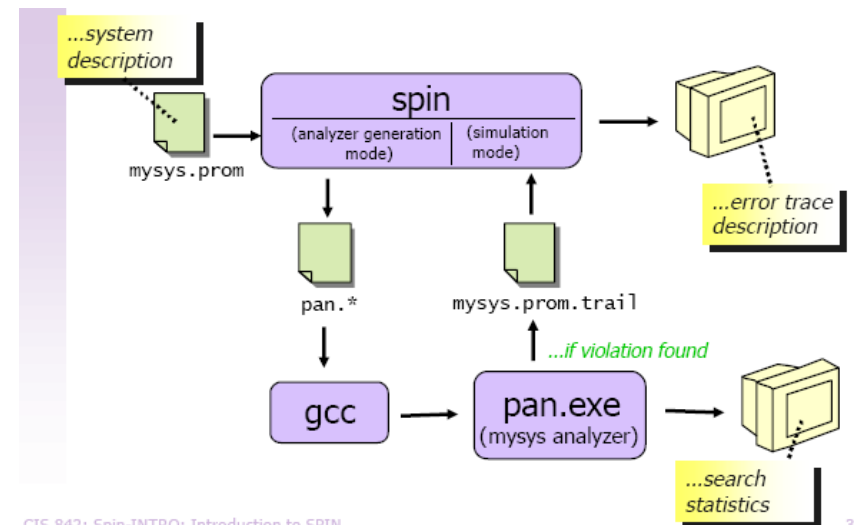 ...system
description
spin
(analyzer generation
mode)
(simulation
mode)
mysys.prom
...error trace
description
pan.*
mysys.prom.trail
...if violation found
gcc
pan.exe
(mysys analyzer)
...search
statistics
CIS 842: Spin-INTRO: Introduction to SPIN
3